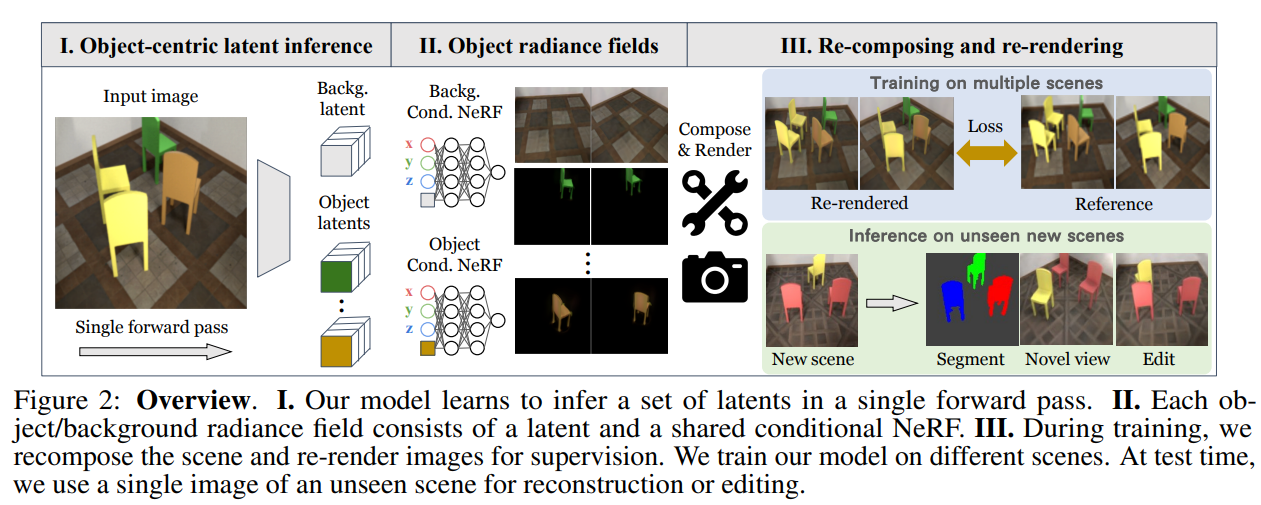 I. Object-centric latent inference
II. Object radiance fields
III. Re-composing and re-rendering
Input image
Single forward pass
Backg.
latent
Object
latents
Backg.
Cond. NeRF
x
y
z
Object
Cond. NeRF
x
y
z
Compose
& Render
Training on multiple scenes
Loss
Re-rendered
Reference
Inference on unseen new scenes
New scene
Segment
Novel view
Edit
Figure 2: Overview. I. Our model learns to infer a set of latents in a single forward pass. II. Each ob-
ject/background radiance field consists of a latent and a shared conditional NeRF. III. During training, we
recompose the scene and re-render images for supervision. We train our model on different scenes. At test time,
we use a single image of an unseen scene for reconstruction or editing.